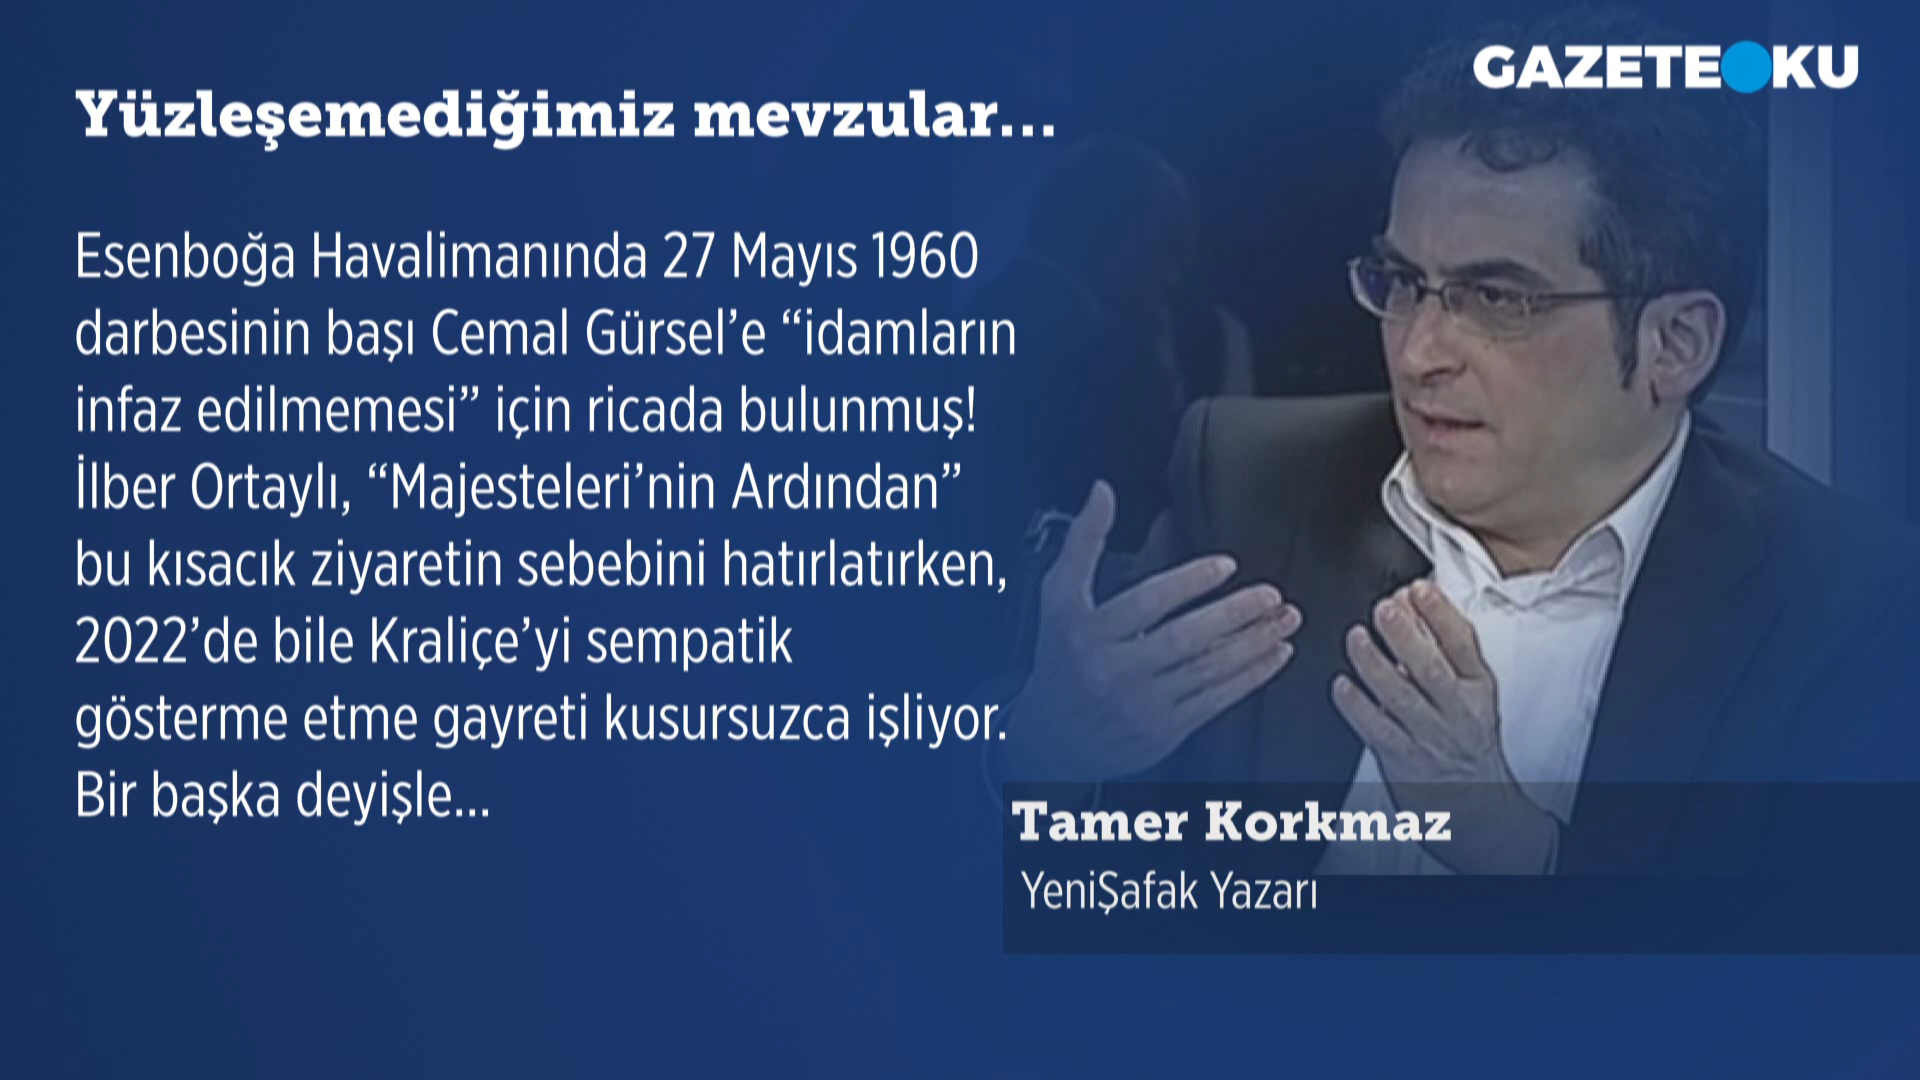 GAZETE OKU
Yüzleşemediğimiz mevzular...
Esenboğa Havalimanında 27 Mayıs 1960
darbesinin başı Cemal Gürsel’e “idamların
infaz edilmemesi” için ricada bulunmuş!
İlber Ortaylı, “Majesteleri’nin Ardından”
bu kısacık ziyaretin sebebini hatırlatırken,
2022’de bile Kraliçe’yi sempatik
gösterme etme gayreti kusursuzca işliyor.
Bir başka deyişle...
Tamer Korkmaz
YeniŞafak Yazarı